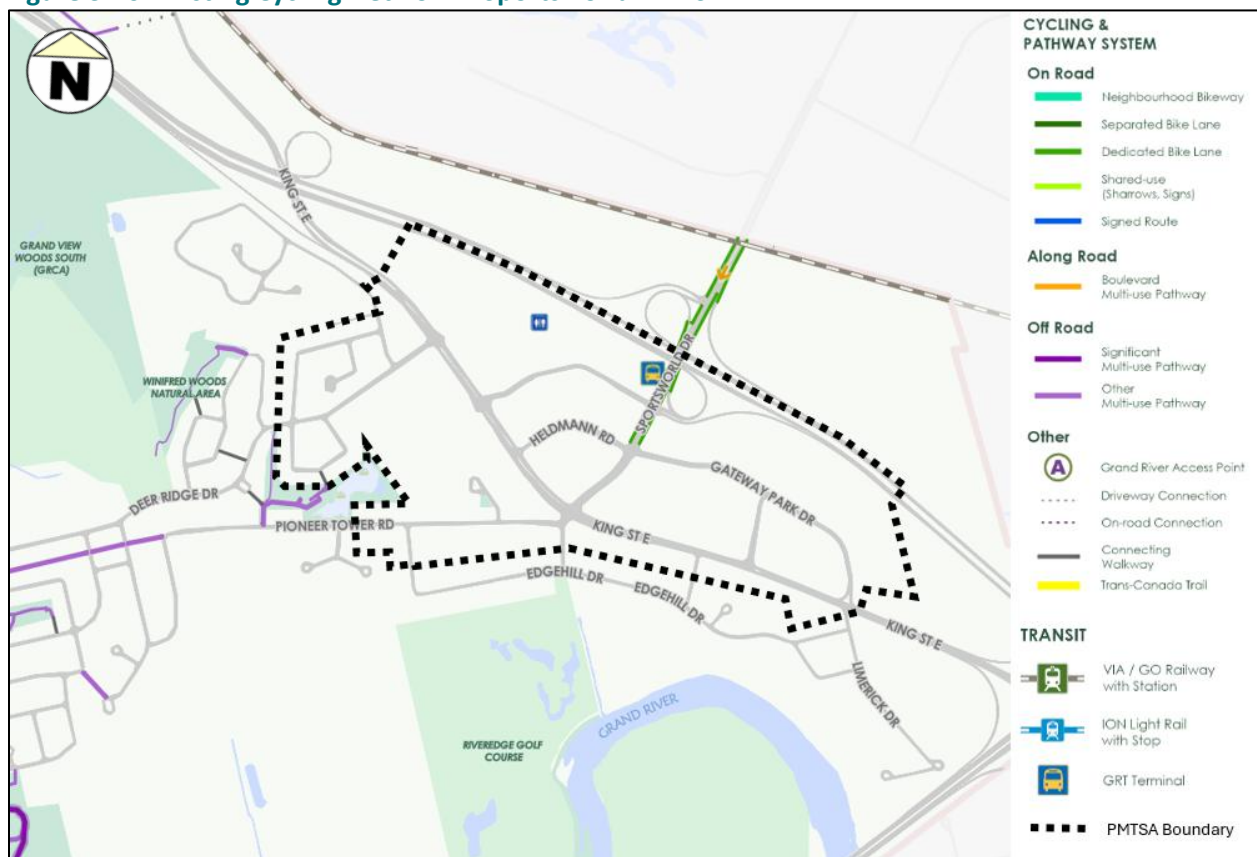 N
KING ST E
GRAND VIEW
WOODS SOUTH
(GRCA)
WINIFRED WOODS
NATURAL AREA
SPORTSWORLD DR
HELDMANN RD
GATEWAY PARK DR
DEER RIDGE DR
PIONEER TOWER RD
KING ST E
EDGEHILL DR
EDGEHILL DR
KING ST E
LIMERICK DR
GRAND RIVER
RIVEREDGE GOLF
COURSE
CYCLING &
PATHWAY SYSTEM
On Road
Neighbourhood Bikeway
Separated Bike Lane
Dedicated Bike Lane
Shared-use
(Sharrows, Signs)
Signed Route
Along Road
Boulevard
Multi-use Pathway
Off Road
Significant
Multi-use Pathway
Other
Multi-use Pathway
Other
A
Grand River Access Point
Driveway Connection
On-road Connection
Connecting
Walkway
Trans-Canada Trail
TRANSIT
VIA / GO Railway
with Station
ION Light Rail
with Stop
GRT Terminal
PMTSA Boundary